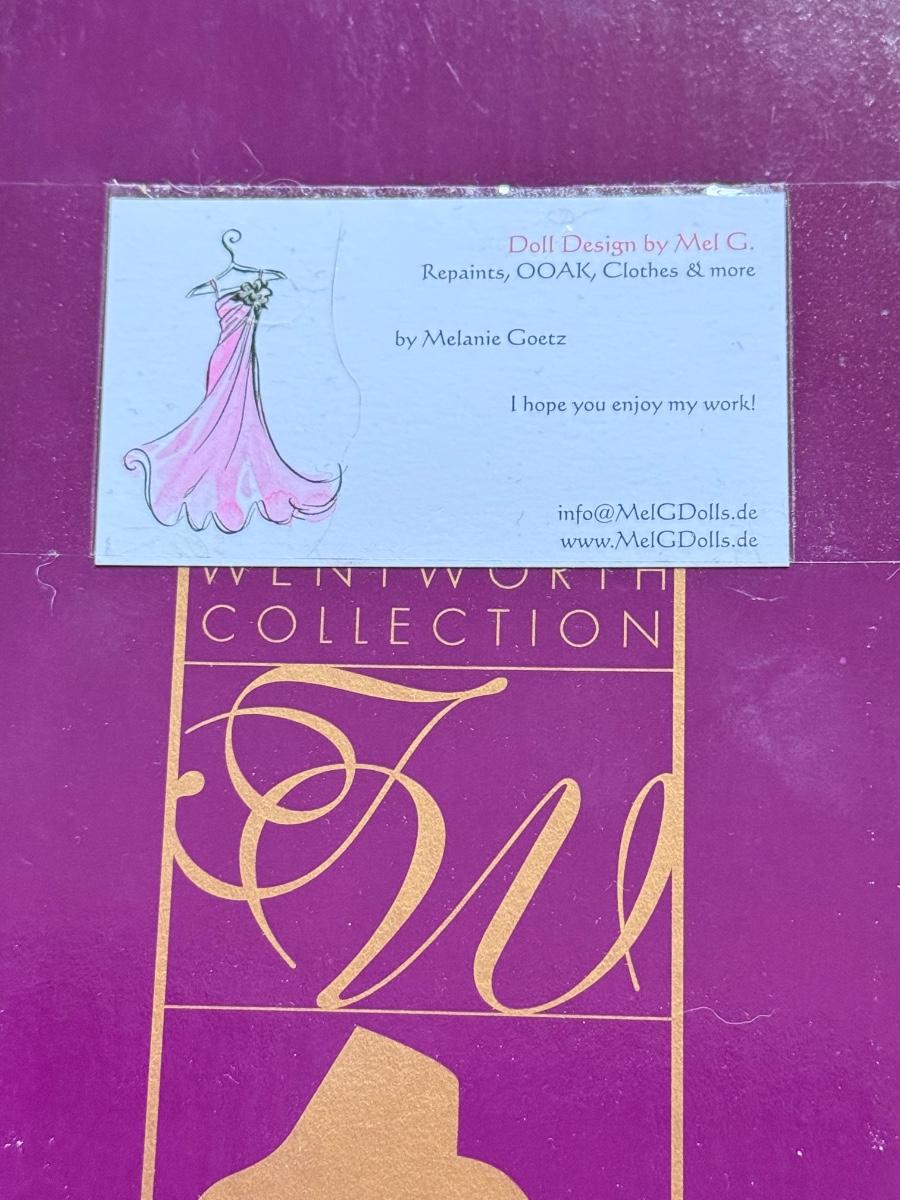 Doll Design by Mel G.
Repaints, OOAK, Clothes & more
by Melanie Goetz
I hope you enjoy my work!
info@MelGDolls.de
www.MelGDolls.de
WENTWORTH
COLLECTION